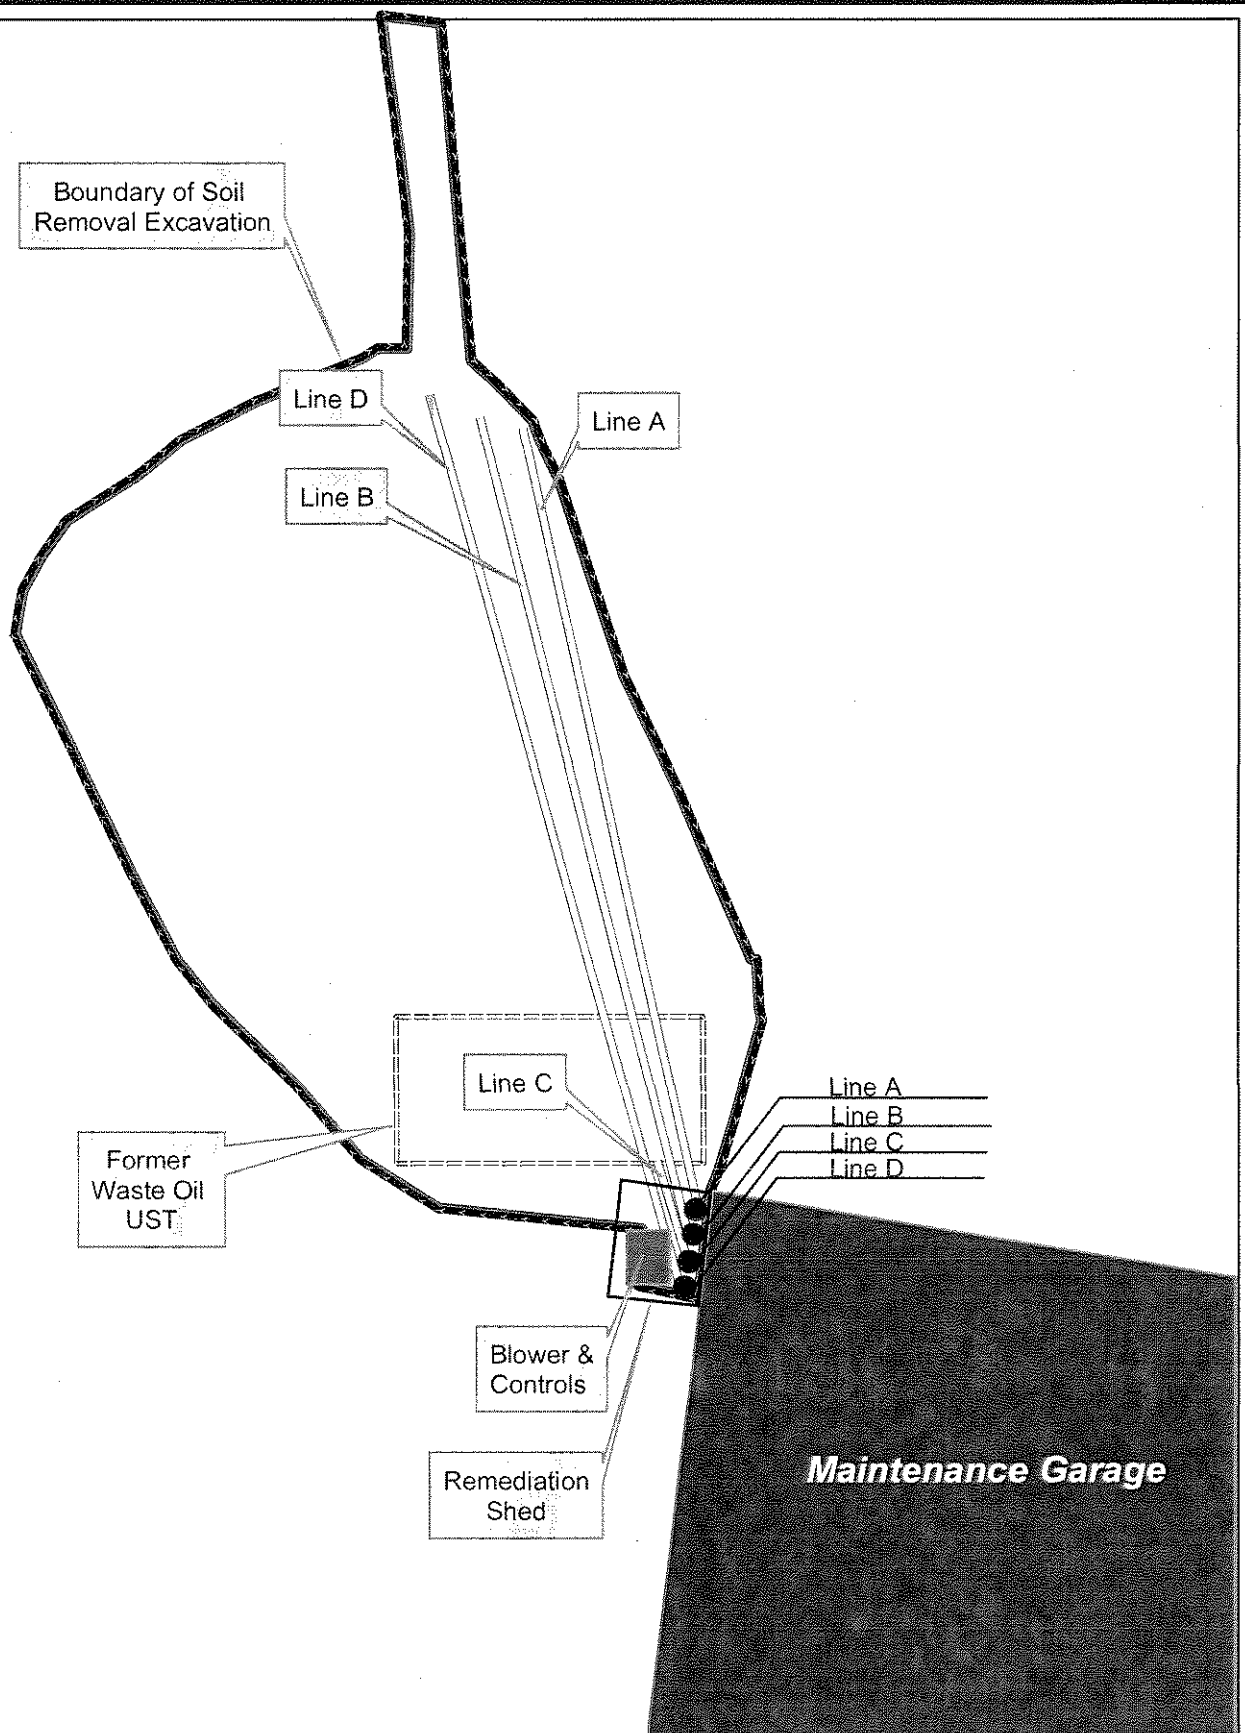 Boundary of Soil
Removal Excavation
Line D
Line A
Line B
Line C
Line A
Line B
Line C
Line D
Former
Waste Oil
UST
Blower &
Controls
Remediation
Shed
Maintenance Garage